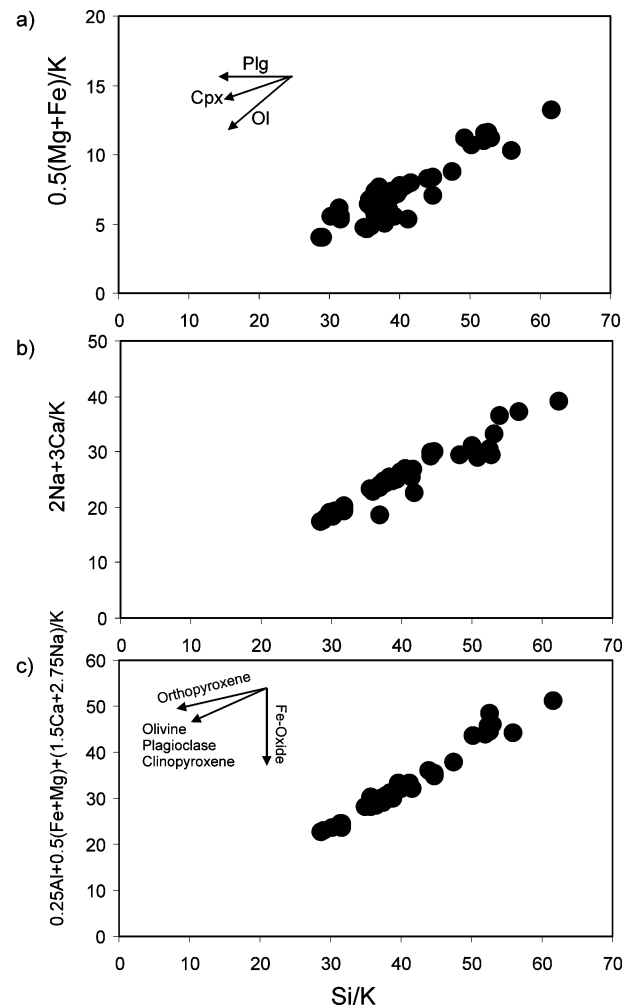 a)
0.5(Mg+Fe)/K
20
15
10
5
0
Plg
Cpx
Ol
0 10 20 30 40 50 60 70
b)
2Na+3Ca/K
50
40
30
20
10
0
0 10 20 30 40 50 60 70
c)
0.25Al+0.5(Fe+Mg)+(1.5Ca+2.75Na)/K
60
50
40
30
20
10
0
Orthopyroxene
Olivine
Plagioclase
Clinopyroxene
Fe-Oxide
0 10 20 30 40 50 60 70
Si/K